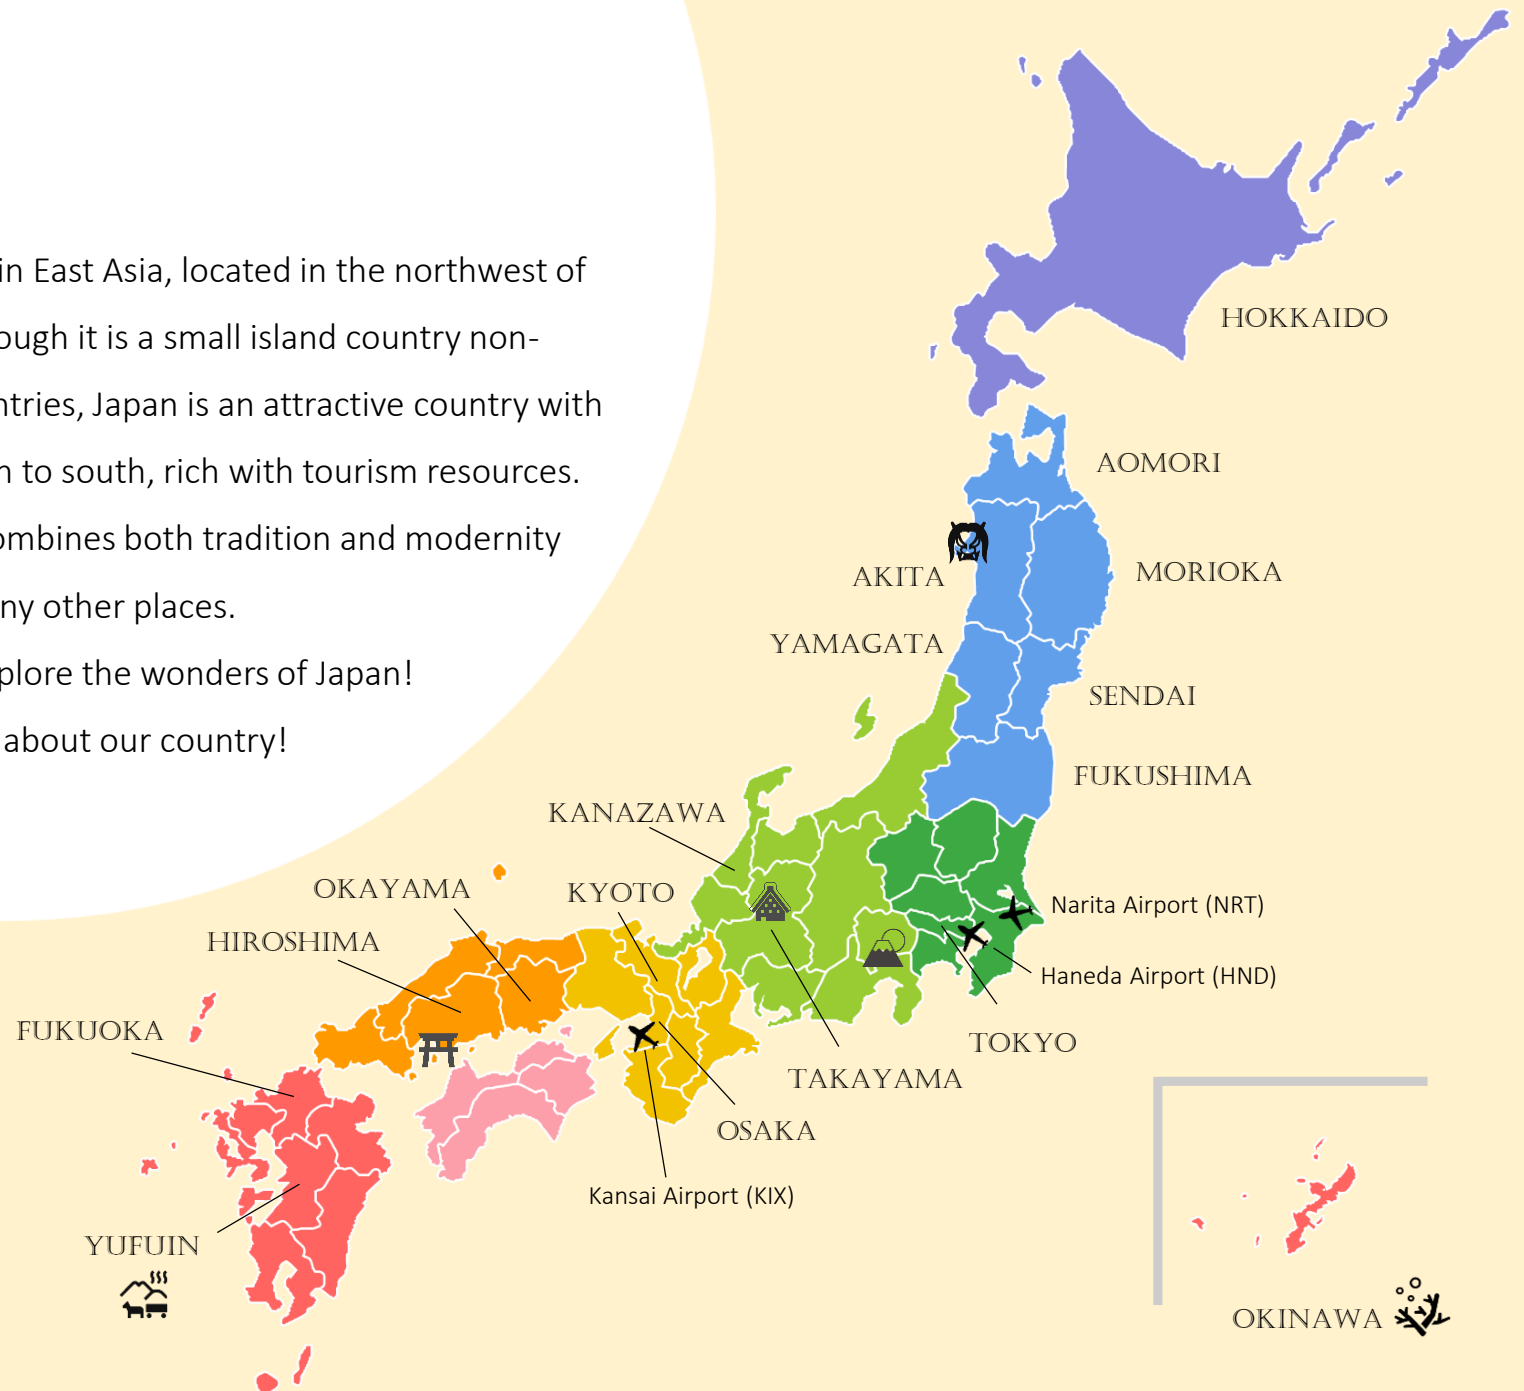 in East Asia, located in the northwest of
ough it is a small island country non-
ntries, Japan is an attractive country with
n to south, rich with tourism resources.
ombines both tradition and modernity
ny other places.
plore the wonders of Japan!
about our country!
HOKKAIDO
AOMORI
AKITA
MORIOKA
YAMAGATA
SENDAI
FUKUSHIMA
KANAZAWA
OKAYAMA
KYOTO
Narita Airport (NRT)
HIROSHIMA
Haneda Airport (HND)
FUKUOKA
TOKYO
TAKAYAMA
OSAKA
Kansai Airport (KIX)
YUFUIN
OKINAWA